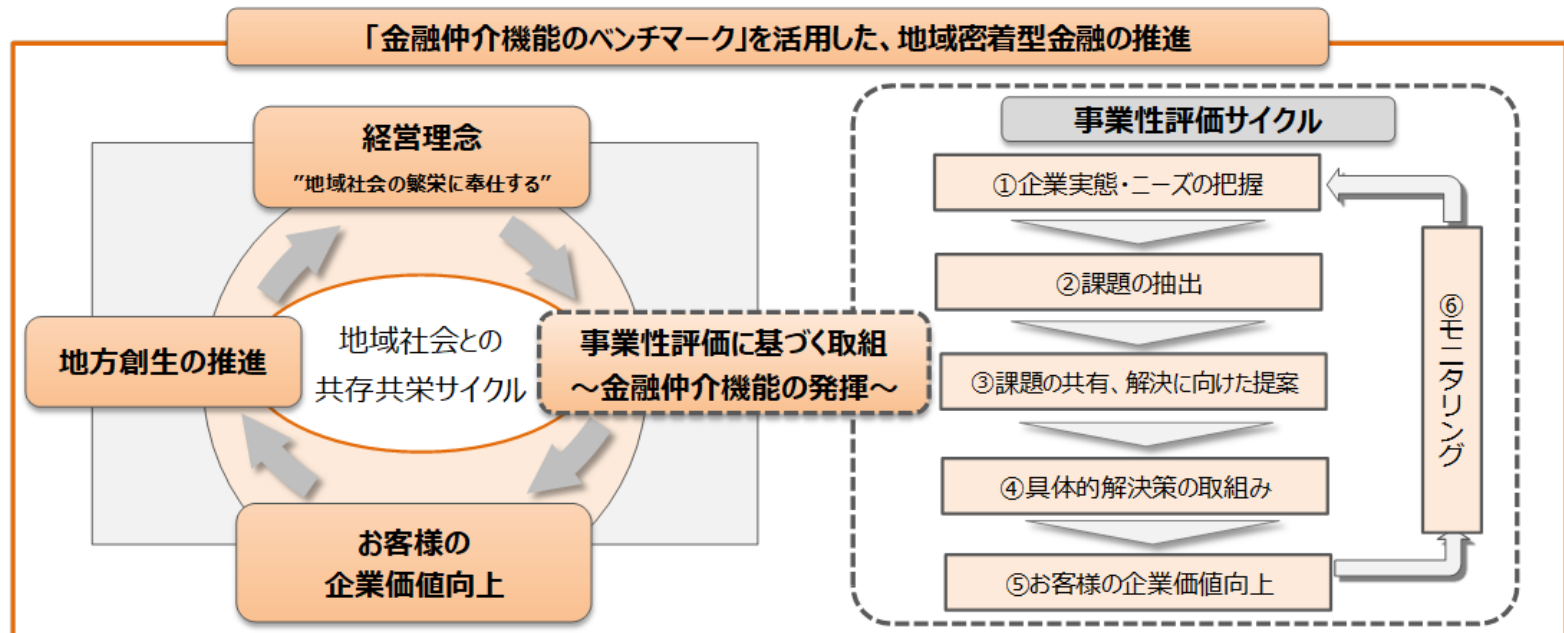 「金融仲介機能のベンチマーク」を活用した、地域密着型金融の推進
経営理念
”地域社会の繁栄に奉仕する”
地方創生の推進
地域社会との
共存共栄サイクル
事業性評価に基づく取組
～金融仲介機能の発揮～
お客様の
企業価値向上
事業性評価サイクル
①企業実態・ニーズの把握
②課題の抽出
③課題の共有、解決に向けた提案
④具体的解決策の取組み
⑤お客様の企業価値向上
⑥モニタリング